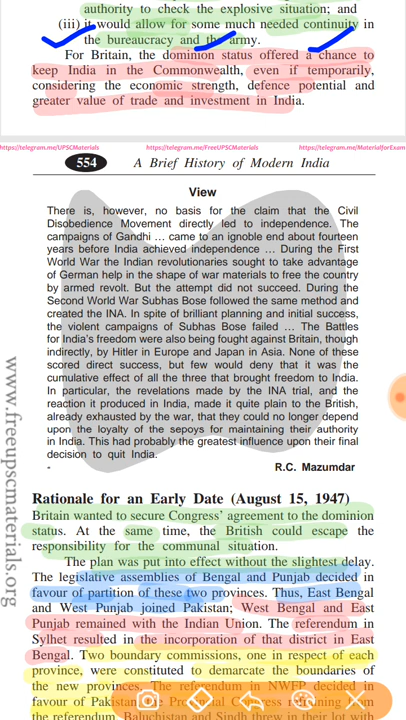 authority to check the explosive situation; and
(iii) it would allow for some much needed continuity in
the bureaucracy and the army.
For Britain, the dominion status offered a chance to
keep India in the Commonwealth, even if temporarily,
considering the economic strength, defence potential and
greater value of trade and investment in India.
https://telegram.me/UPSCMaterials https://telegram.me/FreeUPSCMaterials https://telegram.me/MaterialforExam
554 A Brief History of Modern India
View
There is, however, no basis for the claim that the Civil
Disobedience Movement directly led to independence. The
campaigns of Gandhi ... came to an ignoble end about fourteen
years before India achieved independence ... During the First
World War the Indian revolutionaries sought to take advantage
of German help in the shape of war materials to free the country
by armed revolt. But the attempt did not succeed. During the
Second World War Subhas Bose followed the same method and
created the INA. In spite of brilliant planning and initial success,
the violent campaigns of Subhas Bose failed ... The Battles
for India's freedom were also being fought against Britain, though
indirectly, by Hitler in Europe and Japan in Asia. None of these
scored direct success, but few would deny that it was the
cumulative effect of all the three that brought freedom to India.
In particular, the revelations made by the INA trial, and the
reaction it produced in India, made it quite plain to the British,
already exhausted by the war, that they could no longer depend
upon the loyalty of the sepoys for maintaining their authority
in India. This had probably the greatest influence upon their final
decision to quit India.
R.C. Mazumdar
www.freeupscmaterials.org
Rationale for an Early Date (August 15, 1947)
Britain wanted to secure Congress' agreement to the dominion
status. At the same time, the British could escape the
responsibility for the communal situation.
The plan was put into effect without the slightest delay.
The legislative assemblies of Bengal and Punjab decided in
favour of partition of these two provinces. Thus, East Bengal
and West Punjab joined Pakistan; West Bengal and East
Punjab remained with the Indian Union. The referendum in
Sylhet resulted in the incorporation of that district in East
Bengal. Two boundary commissions, one in respect of each
province, were constituted to demarcate the boundaries of
the new provinces. The referendum in NWFP decided in
favour of Pakistan, the Provincial Congress refraining from
the referendum. Baluchistan and Sindh threw in their lot with